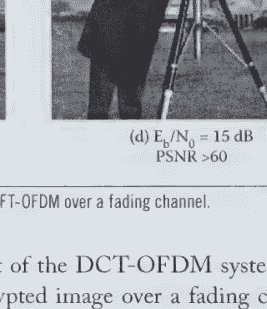 (d) E_b/N_0 = 15 dB
PSNR >60
FT-OFDM over a fading channel.
of the DCT-OFDM syste
ypted image over a fading c